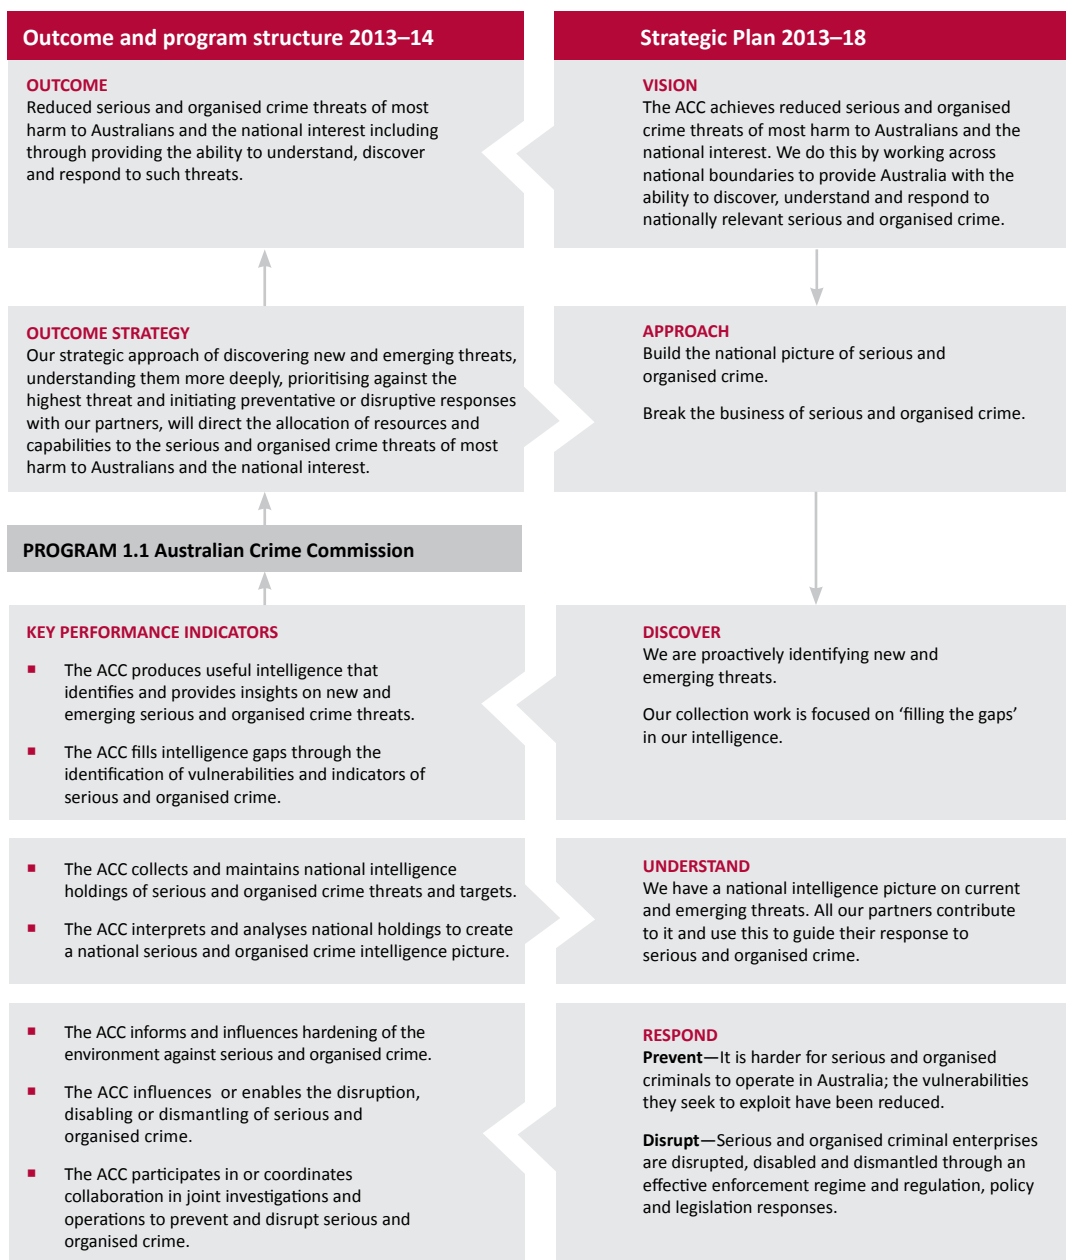 Outcome and program structure 2013–14
OUTCOME
Reduced serious and organised crime threats of most
harm to Australians and the national interest including
through providing the ability to understand, discover
and respond to such threats.
OUTCOME STRATEGY
Our strategic approach of discovering new and emerging threats,
understanding them more deeply, prioritising against the
highest threat and initiating preventative or disruptive responses
with our partners, will direct the allocation of resources and
capabilities to the serious and organised crime threats of most
harm to Australians and the national interest.
PROGRAM 1.1 Australian Crime Commission
KEY PERFORMANCE INDICATORS
▪ The ACC produces useful intelligence that
identifies and provides insights on new and
emerging serious and organised crime threats.
▪ The ACC fills intelligence gaps through the
identification of vulnerabilities and indicators of
serious and organised crime.
▪ The ACC collects and maintains national intelligence
holdings of serious and organised crime threats and targets.
▪ The ACC interprets and analyses national holdings to create
a national serious and organised crime intelligence picture.
▪ The ACC informs and influences hardening of the
environment against serious and organised crime.
▪ The ACC influences or enables the disruption,
disabling or dismantling of serious and
organised crime.
▪ The ACC participates in or coordinates
collaboration in joint investigations and
operations to prevent and disrupt serious and
organised crime.
Strategic Plan 2013–18
VISION
The ACC achieves reduced serious and organised
crime threats of most harm to Australians and the
national interest. We do this by working across
national boundaries to provide Australia with the
ability to discover, understand and respond to
nationally relevant serious and organised crime.
APPROACH
Build the national picture of serious and
organised crime.
Break the business of serious and organised crime.
DISCOVER
We are proactively identifying new and
emerging threats.
Our collection work is focused on ‘filling the gaps’
in our intelligence.
UNDERSTAND
We have a national intelligence picture on current
and emerging threats. All our partners contribute
to it and use this to guide their response to
serious and organised crime.
RESPOND
Prevent—It is harder for serious and organised
criminals to operate in Australia; the vulnerabilities
they seek to exploit have been reduced.
Disrupt—Serious and organised criminal enterprises
are disrupted, disabled and dismantled through an
effective enforcement regime and regulation, policy
and legislation responses.